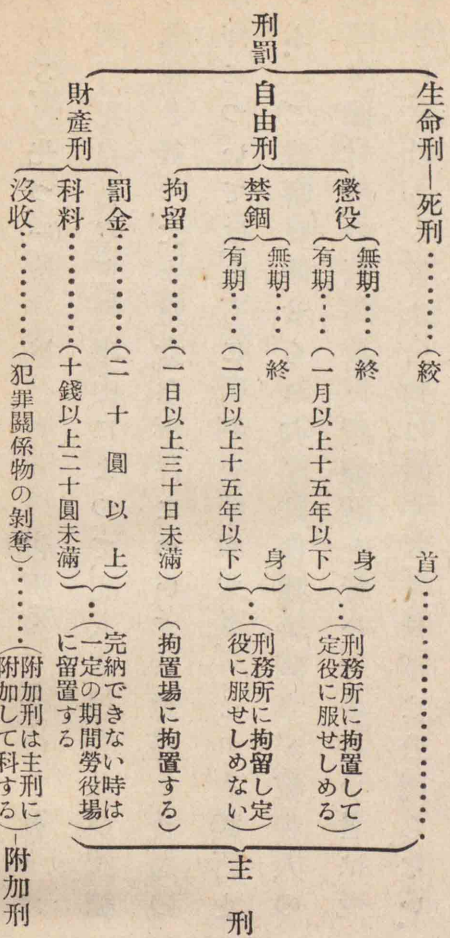 刑罰
生命刑―死刑…………(絞首)……………………
自由刑
懲役
無期……(終身)
有期……(一月以上十五年以下)
…(刑務所に拘置して
定役に服せしめる)
禁錮
無期……(終身)
有期……(一月以上十五年以下)
…(刑務所に拘留し定
役に服せしめない)
拘留…………(一日以上三十日未滿)
(拘置場に拘置する)
財產刑
罰金…………(二十圓以上)
科料…………(十錢以上二十圓未滿)
…(完納できない時は
一定の期間勞役場
に留置する)
沒收…………(犯罪關係物の剝奪)………
(附加刑は主刑に
附加して科する)
主刑
―附加刑